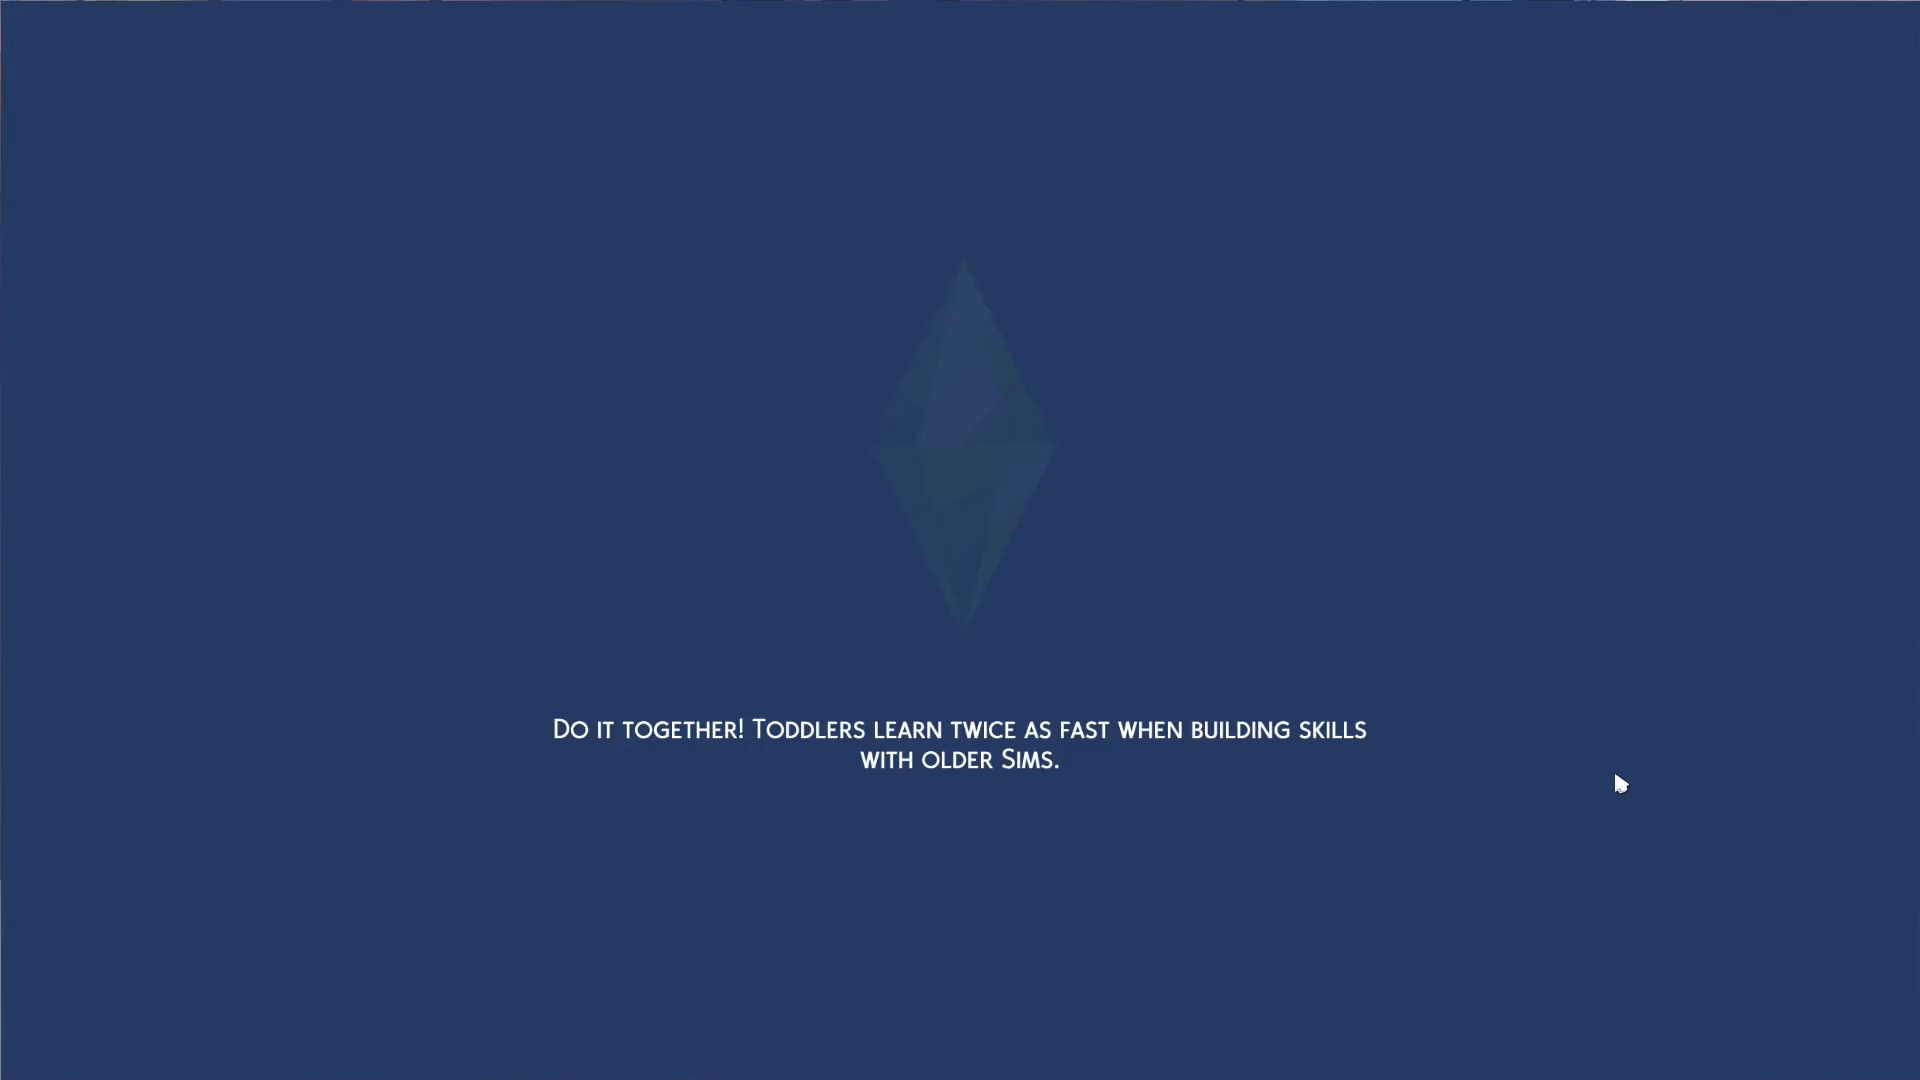 Do it together! Toddlers learn twice as fast when building skills
with older Sims.